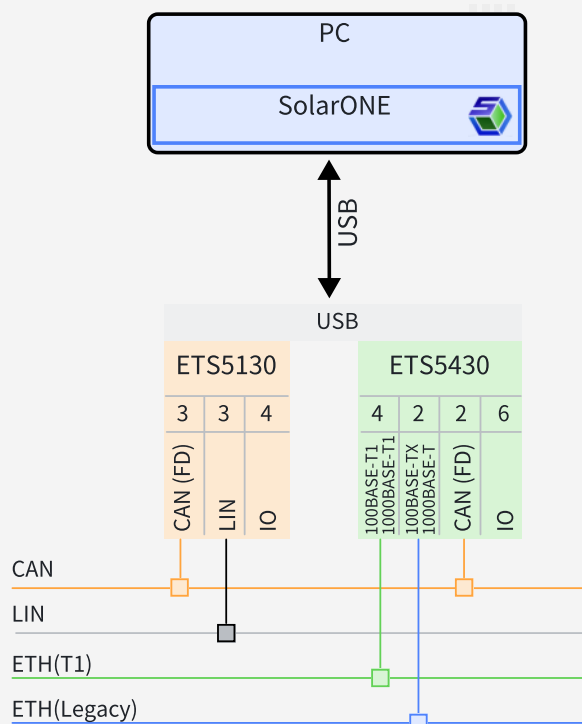 PC
SolarONE
USB
USB
ETS5130
3 3 4
CAN (FD)
LIN
IO
ETS5430
4 2 2 6
100BASE-T1
1000BASE-T1
100BASE-TX
1000BASE-T
CAN (FD)
IO
CAN
LIN
ETH(T1)
ETH(Legacy)